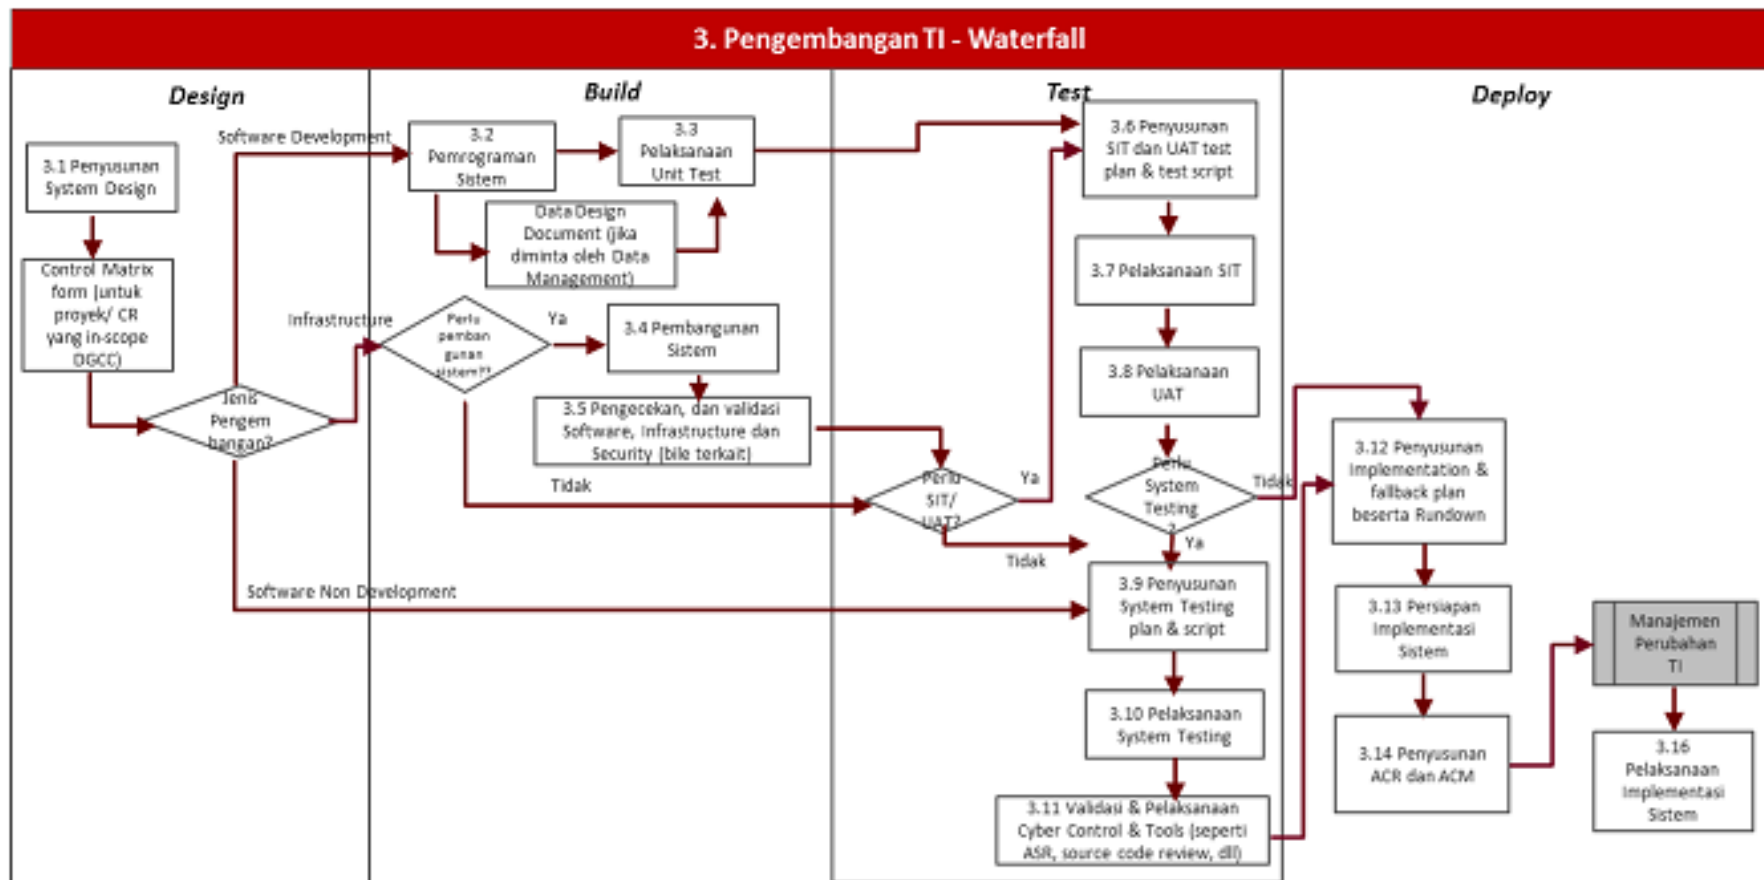 3. Pengembangan TI - Waterfall
Design
Build
Test
Deploy
3.1 Penyusunan
System Design
Control Matrix
form (untuk
proyek/ CR
yang in-scope
DGCC)
Jenis
Pengem
bangan?
Software Development
Infrastructure
Software Non Development
3.2
Pemrograman
Sistem
3.3
Pelaksanaan
Unit Test
Data Design
Document (jika
diminta oleh Data
Management)
Perlu
pemban
gunan
sistem??
Ya
Tidak
3.4 Pembangunan
Sistem
3.5 Pengecekan, dan validasi
Software, Infrastructure dan
Security (bile terkait)
Perlu
SIT/
UAT?
Ya
Tidak
3.6 Penyusunan
SIT dan UAT test
plan & test script
3.7 Pelaksanaan SIT
3.8 Pelaksanaan
UAT
Perlu
System
Testing
?
Tidak
Ya
3.9 Penyusunan
System Testing
plan & script
3.10 Pelaksanaan
System Testing
3.11 Validasi & Pelaksanaan
Cyber Control & Tools (seperti
ASR, source code review, dll)
3.12 Penyusunan
Implementation &
fallback plan
beserta Rundown
3.13 Persiapan
Implementasi
Sistem
3.14 Penyusunan
ACR dan ACM
Manajemen
Perubahan
TI
3.16
Pelaksanaan
Implementasi
Sistem